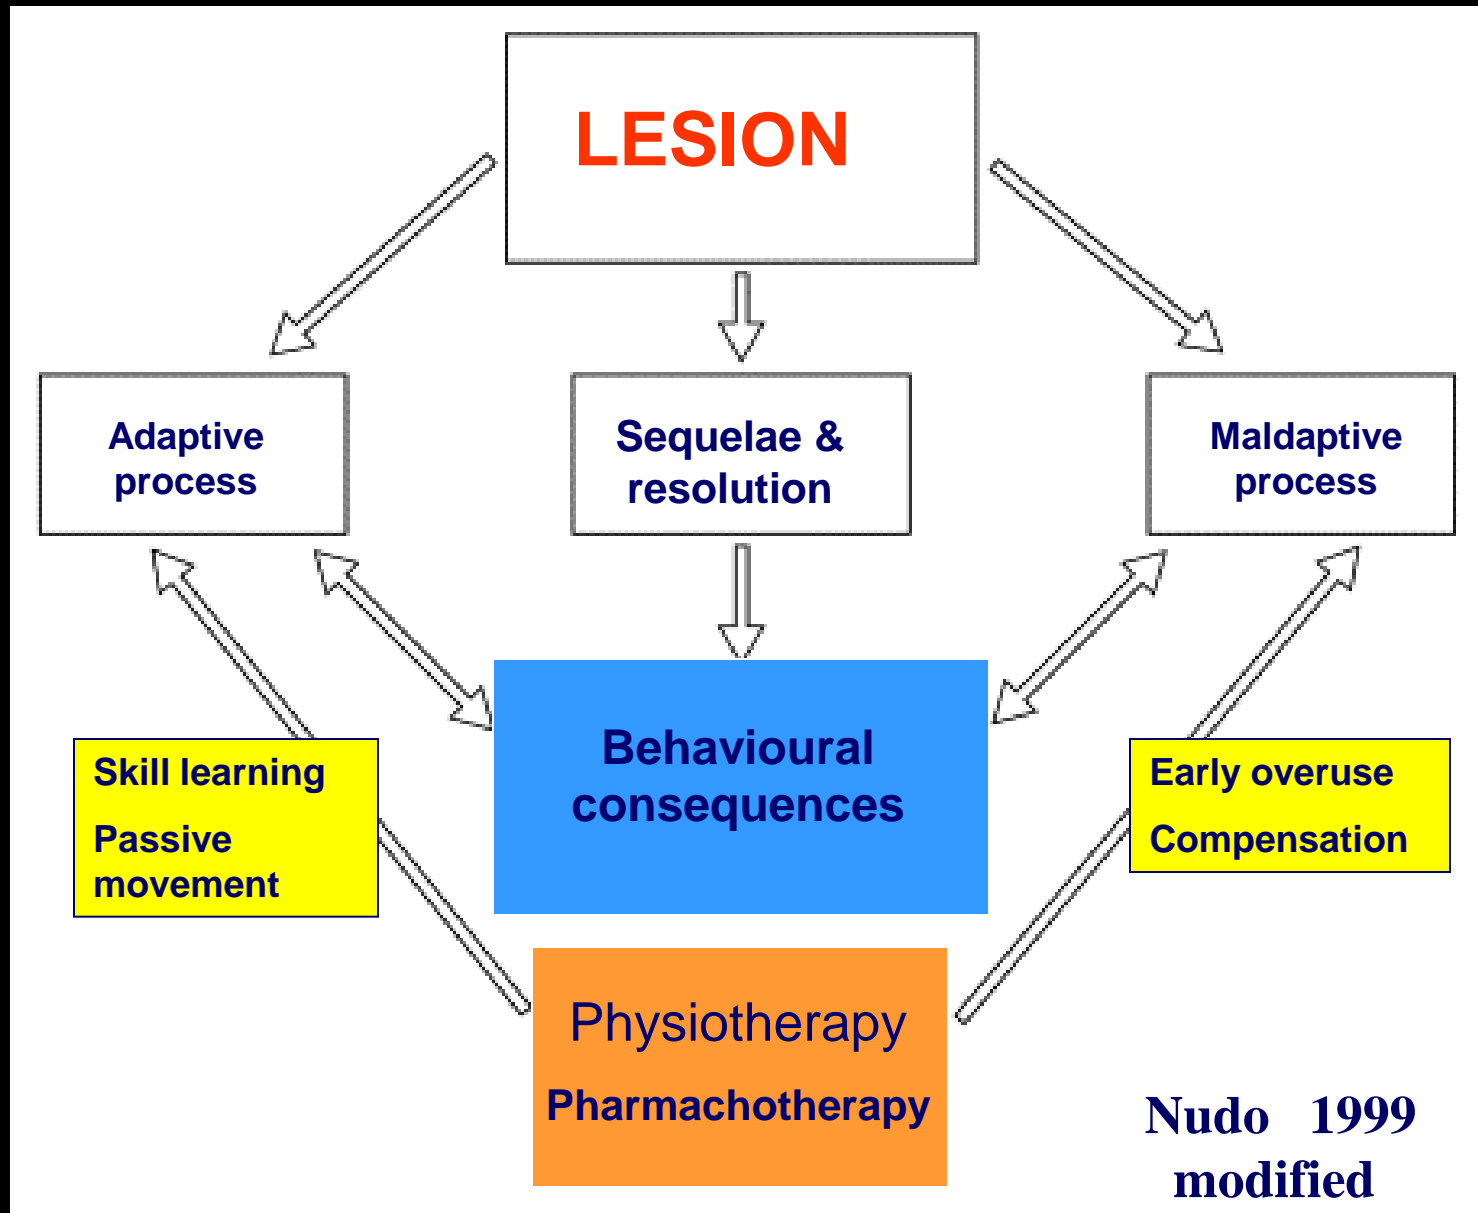 LESION
Adaptive
process
Sequelae &
resolution
Maldaptive
process
Behavioural
consequences
Skill learning
Passive
movement
Early overuse
Compensation
Physiotherapy
Pharmachotherapy
Nudo 1999
modified